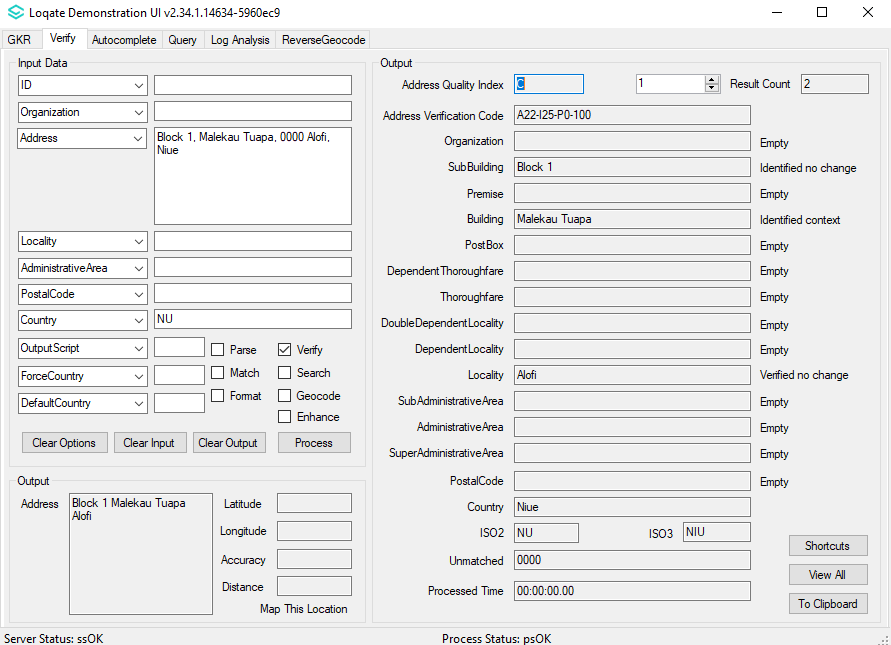 Loqate Demonstration UI v2.34.1.14634-5960ec9
GKR Verify Autocomplete Query Log Analysis ReverseGeocode
Input Data
ID
Organization
Address Block 1, Malekau Tuapa, 0000 Alofi,
Niue
Locality
AdministrativeArea
PostalCode
Country NU
OutputScript Parse Verify
ForceCountry Match Search
DefaultCountry Format Geocode
Enhance
Clear Options Clear Input Clear Output Process
Output
Address Block 1 Malekau Tuapa
Alofi
Latitude
Longitude
Accuracy
Distance
Map This Location
Output
Address Quality Index C 1 Result Count 2
Address Verification Code A22-I25-P0-100
Organization Empty
SubBuilding Block 1 Identified no change
Premise Empty
Building Malekau Tuapa Identified context
PostBox Empty
DependentThoroughfare Empty
Thoroughfare Empty
DoubleDependentLocality Empty
DependentLocality Empty
Locality Alofi Verified no change
SubAdministrativeArea Empty
AdministrativeArea Empty
SuperAdministrativeArea Empty
PostalCode Empty
Country Niue
ISO2 NU ISO3 NIU
Unmatched 0000
Processed Time 00:00:00.00
Shortcuts
View All
To Clipboard
Server Status: ssOK Process Status: psOK